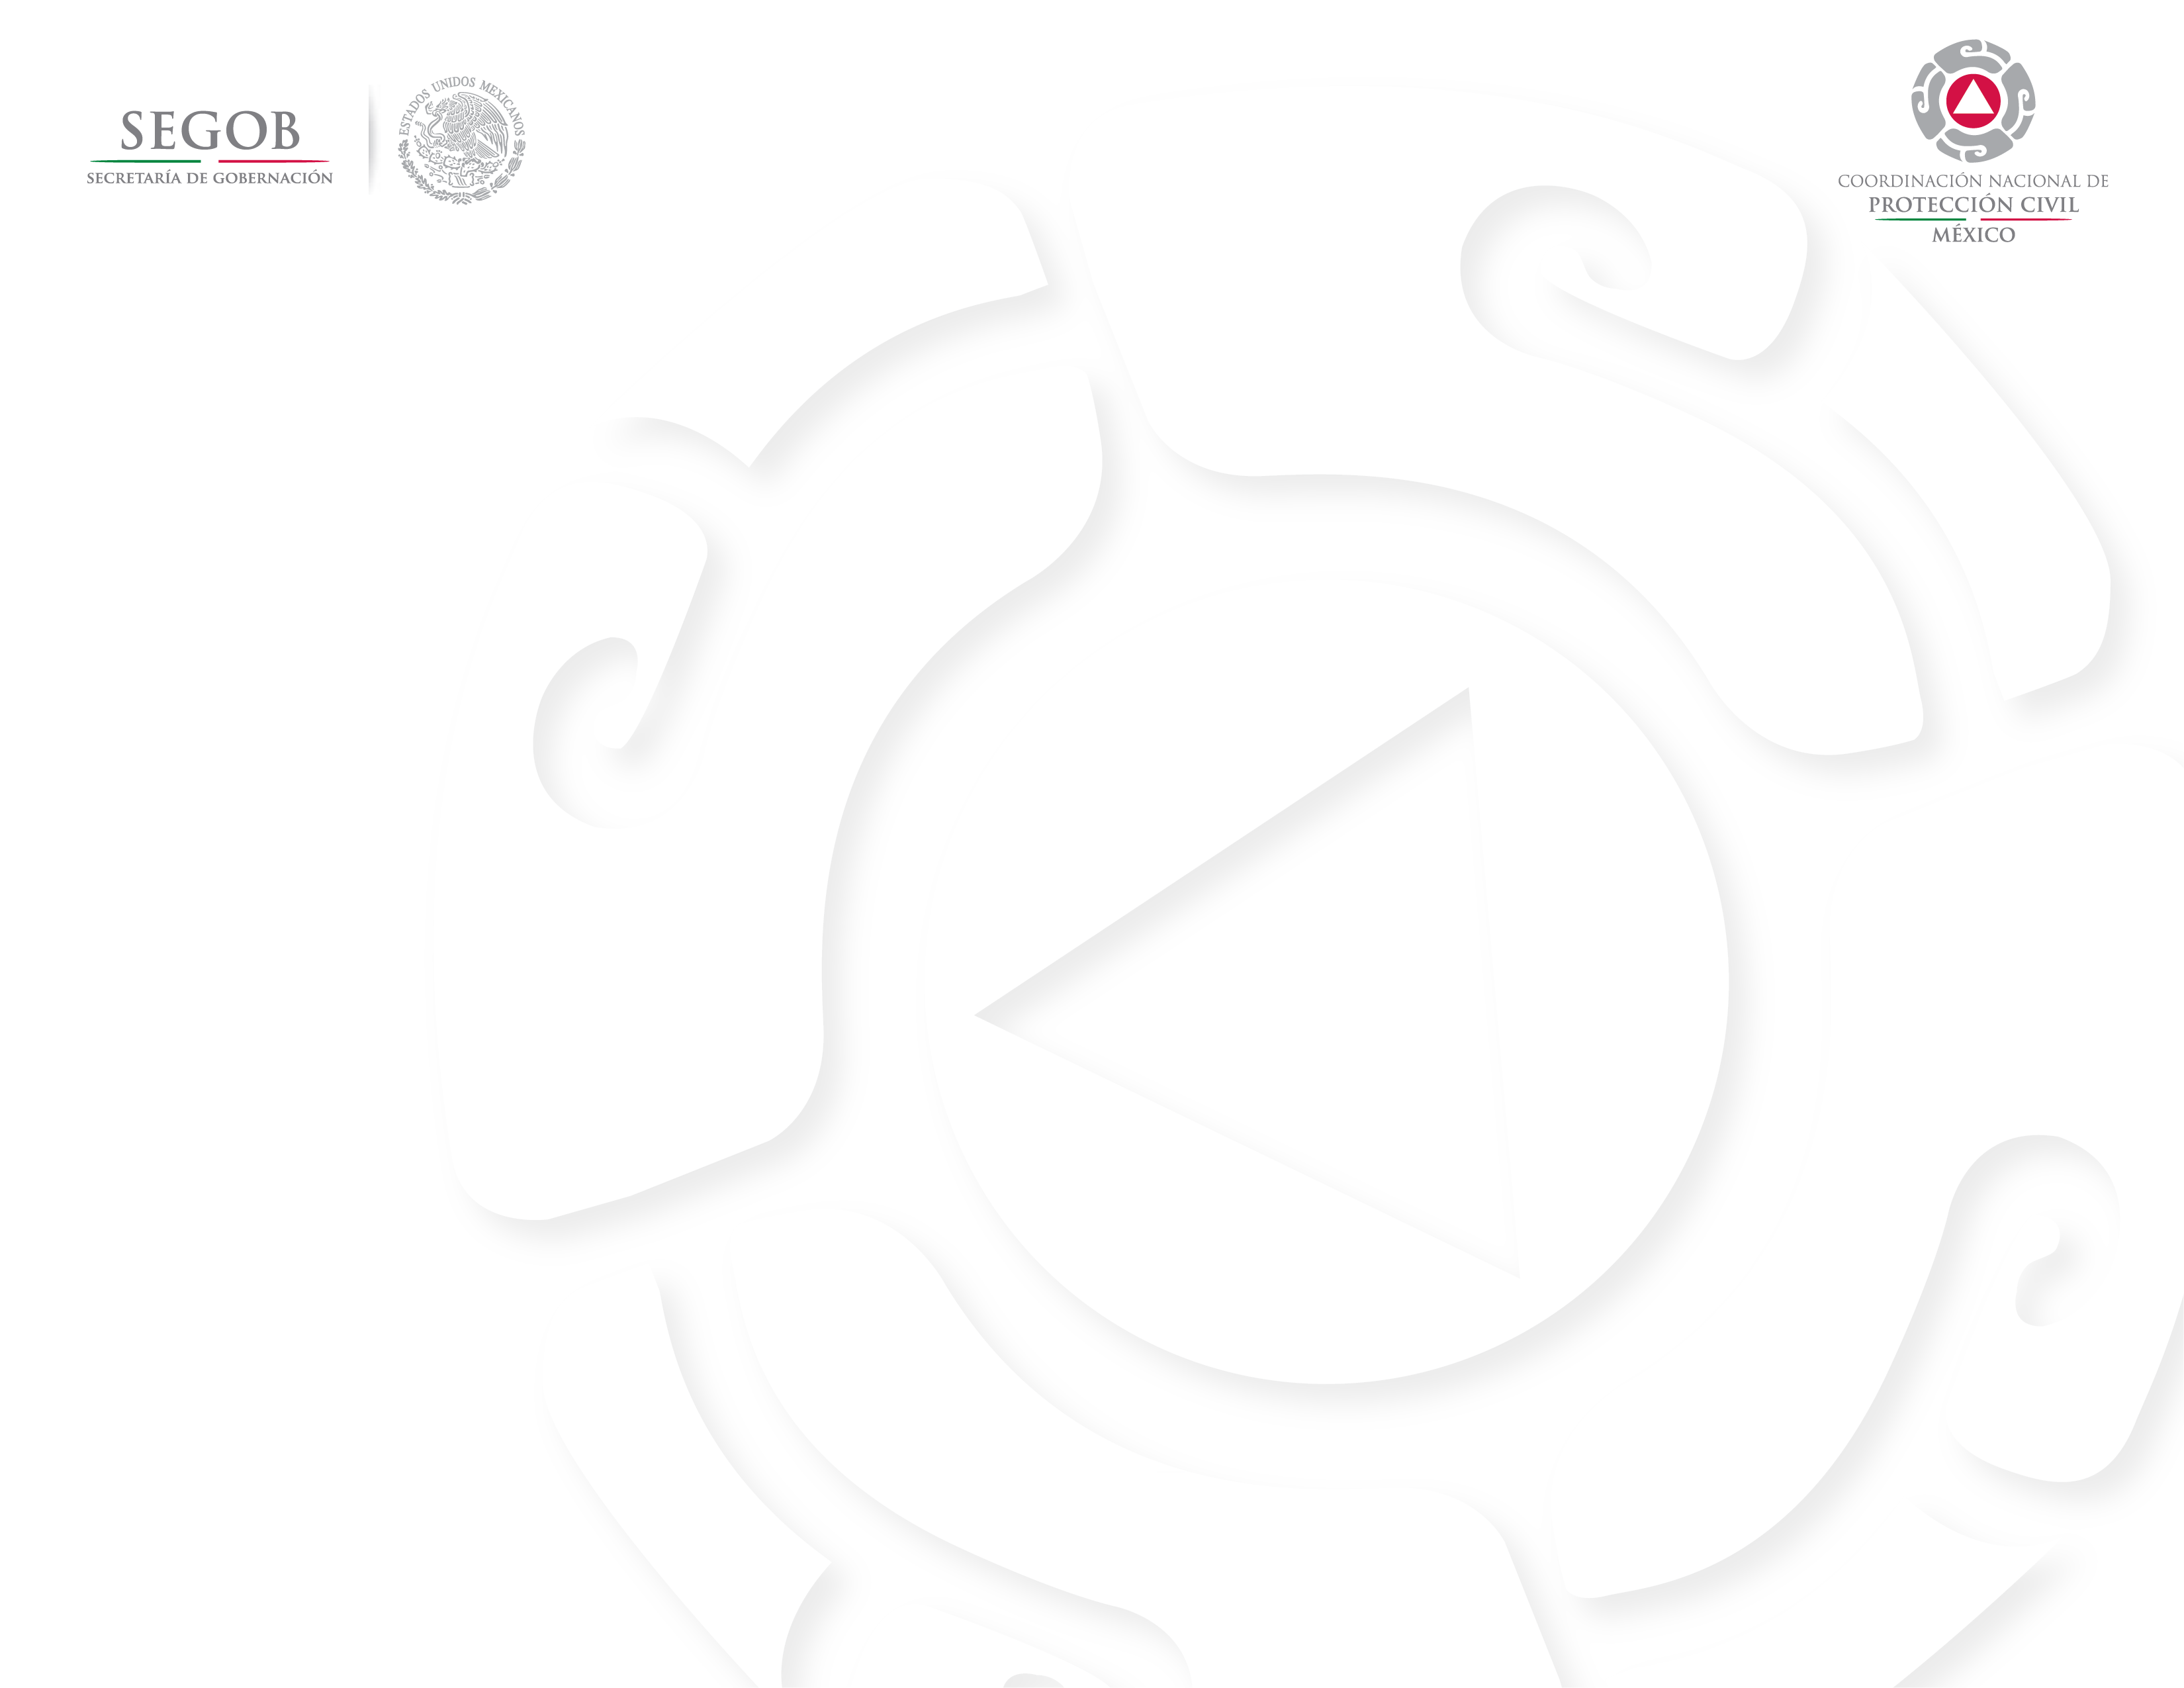 SEGOB
SECRETARÍA DE GOBERNACIÓN
ESTADOS UNIDOS MEXICANOS
COORDINACIÓN NACIONAL DE
PROTECCIÓN CIVIL
MÉXICO